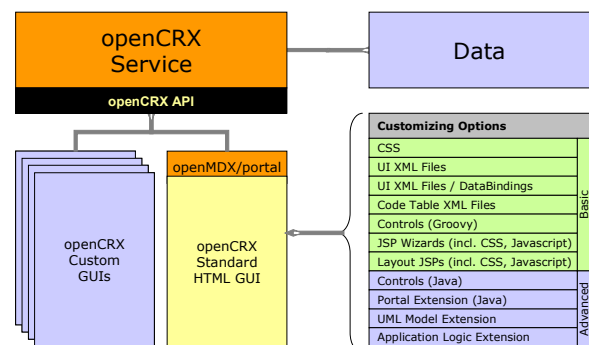 openCRX
Service
Data
openCRX API
openMDX/portal
openCRX
Custom
GUIs
openCRX
Standard
HTML GUI
Customizing Options
CSS
UI XML Files
UI XML Files / DataBindings
Code Table XML Files
Controls (Groovy)
JSP Wizards (incl. CSS, Javascript)
Layout JSPs (incl. CSS, Javascript)
Basic
Controls (Java)
Portal Extension (Java)
UML Model Extension
Application Logic Extension
Advanced